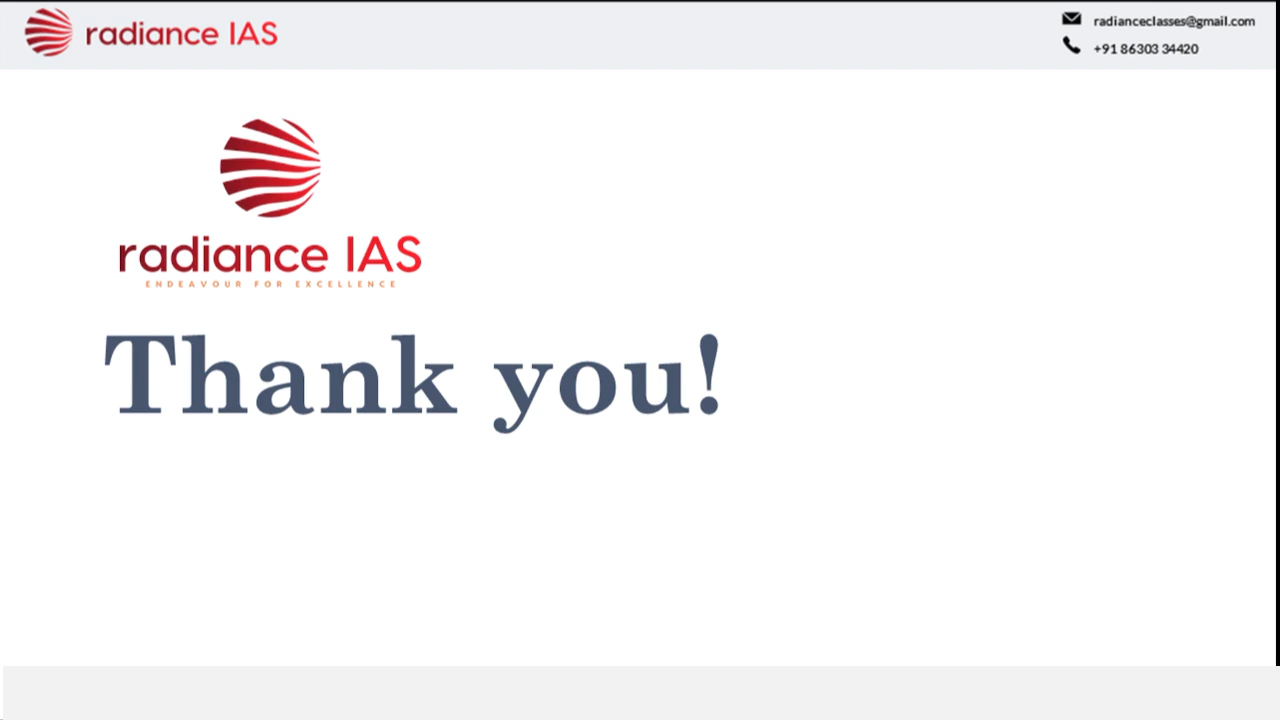 radiance IAS
radianceclasses@gmail.com
+91 86303 34420
radiance IAS
ENDEAVOUR FOR EXCELLENCE
Thank you!